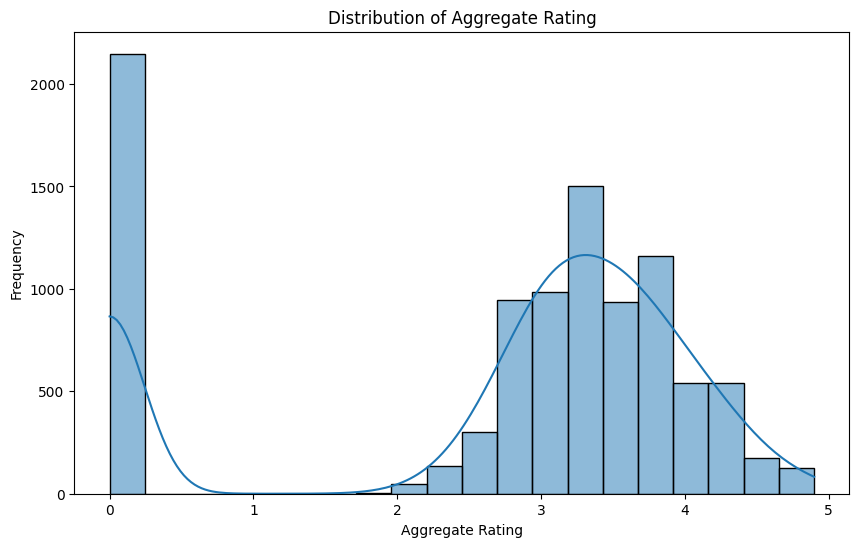 Distribution of Aggregate Rating
2000
1500
1000
500
0
Frequency
0 1 2 3 4 5
Aggregate Rating